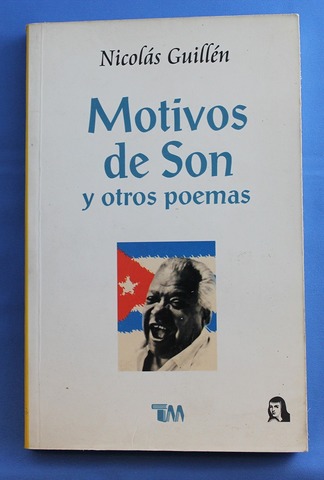 Nicolás Guillén
Motivos
de Son
y otros poemas
TM